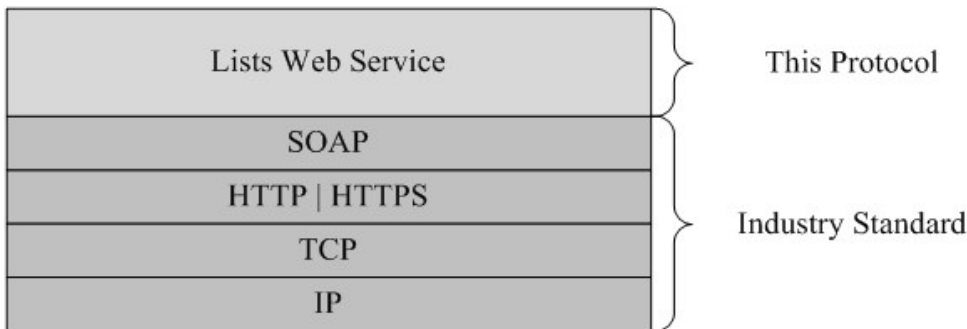 Lists Web Service
This Protocol
SOAP
HTTP | HTTPS
TCP
IP
Industry Standard